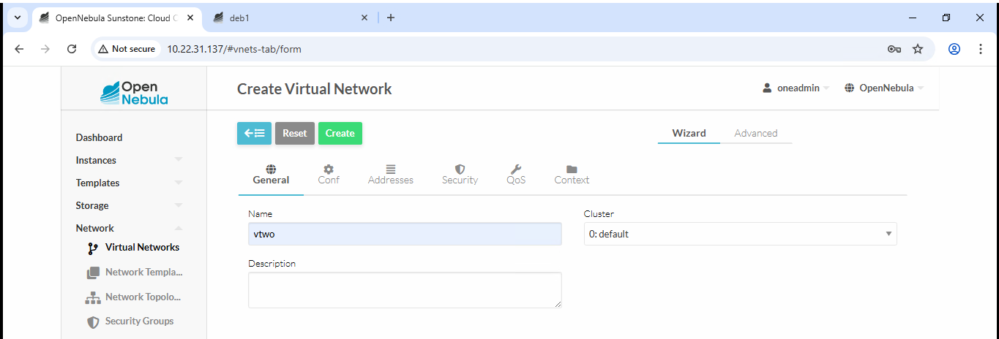 OpenNebula Sunstone: Cloud C
deb1
Not secure
10.22.31.137/#vnets-tab/form
Open
Nebula
Create Virtual Network
oneadmin
OpenNebula
Reset
Create
Wizard
Advanced
Dashboard
Instances
Templates
Storage
Network
Virtual Networks
Network Templa...
Network Topolo...
Security Groups
General
Conf
Addresses
Security
QoS
Context
Name
vtwo
Cluster
0: default
Description